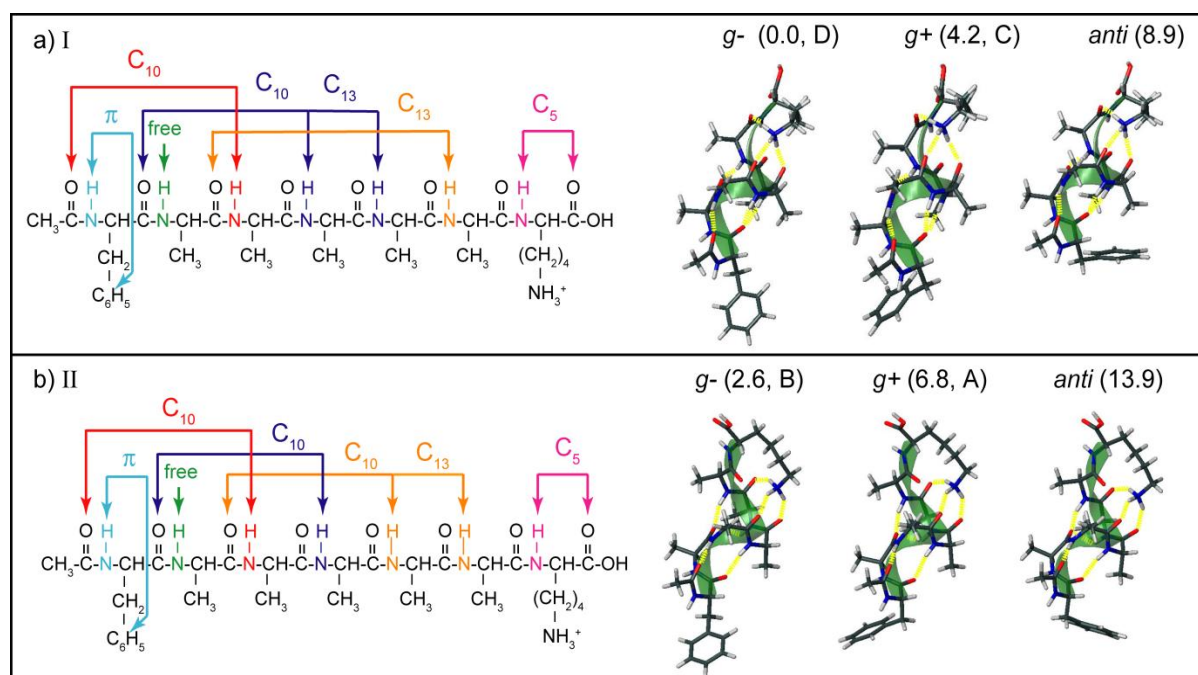 a) I
g- (0.0, D) g+ (4.2, C) anti (8.9)
C10 C10 C13 C13 C5
π free
O H O H O H O H O H O H O H O
CH3-C-N-CH-C-N-CH-C-N-CH-C-N-CH-C-N-CH-C-N-CH-C-N-CH-C-OH
CH2 CH3 CH3 CH3 CH3 CH3 (CH2)4
C6H5 NH3+
b) II
g- (2.6, B) g+ (6.8, A) anti (13.9)
C10 C10 C10 C13 C5
π free
O H O H O H O H O H O H O H O
CH3-C-N-CH-C-N-CH-C-N-CH-C-N-CH-C-N-CH-C-N-CH-C-N-CH-C-OH
CH2 CH3 CH3 CH3 CH3 CH3 (CH2)4
C6H5 NH3+